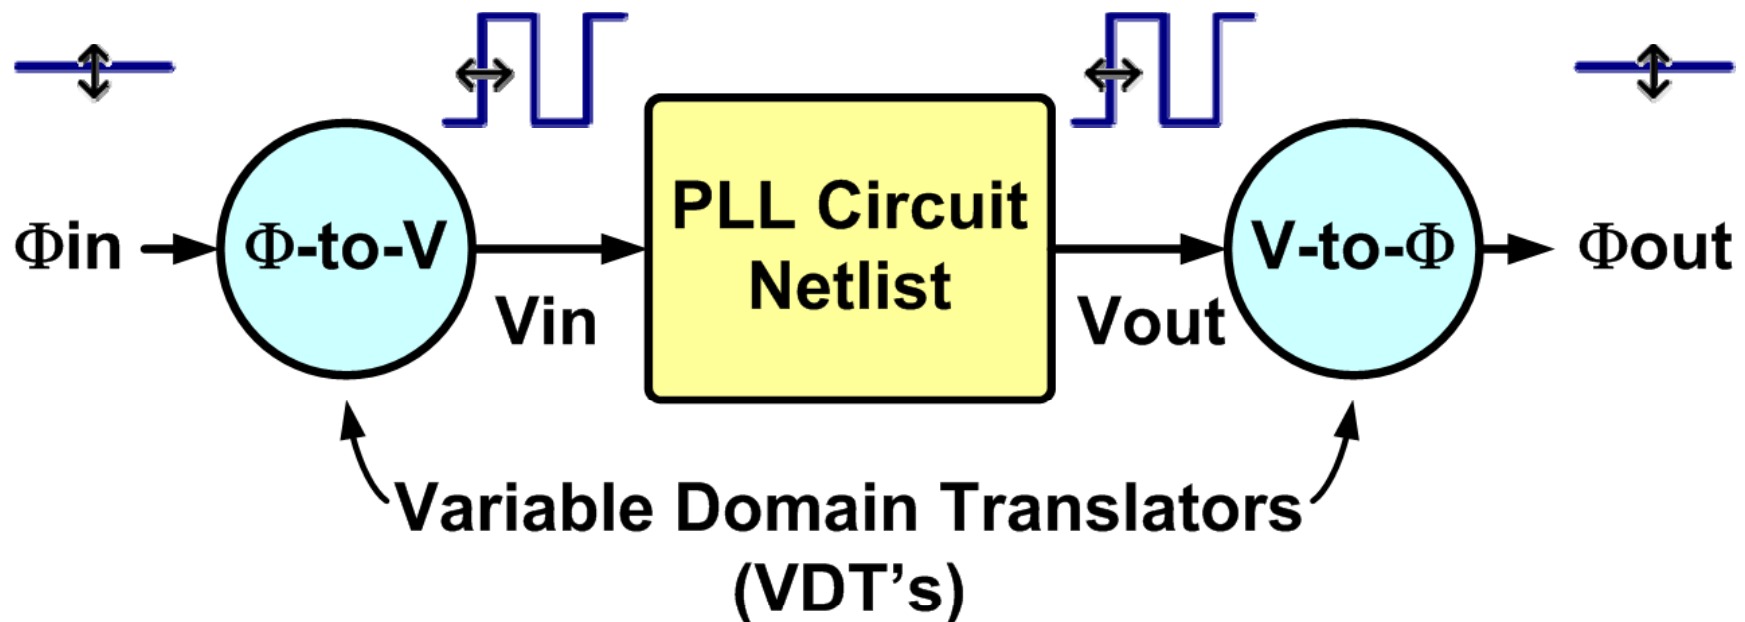 Φin
Φ-to-V
Vin
PLL Circuit
Netlist
Vout
V-to-Φ
Φout
Variable Domain Translators
(VDT’s)